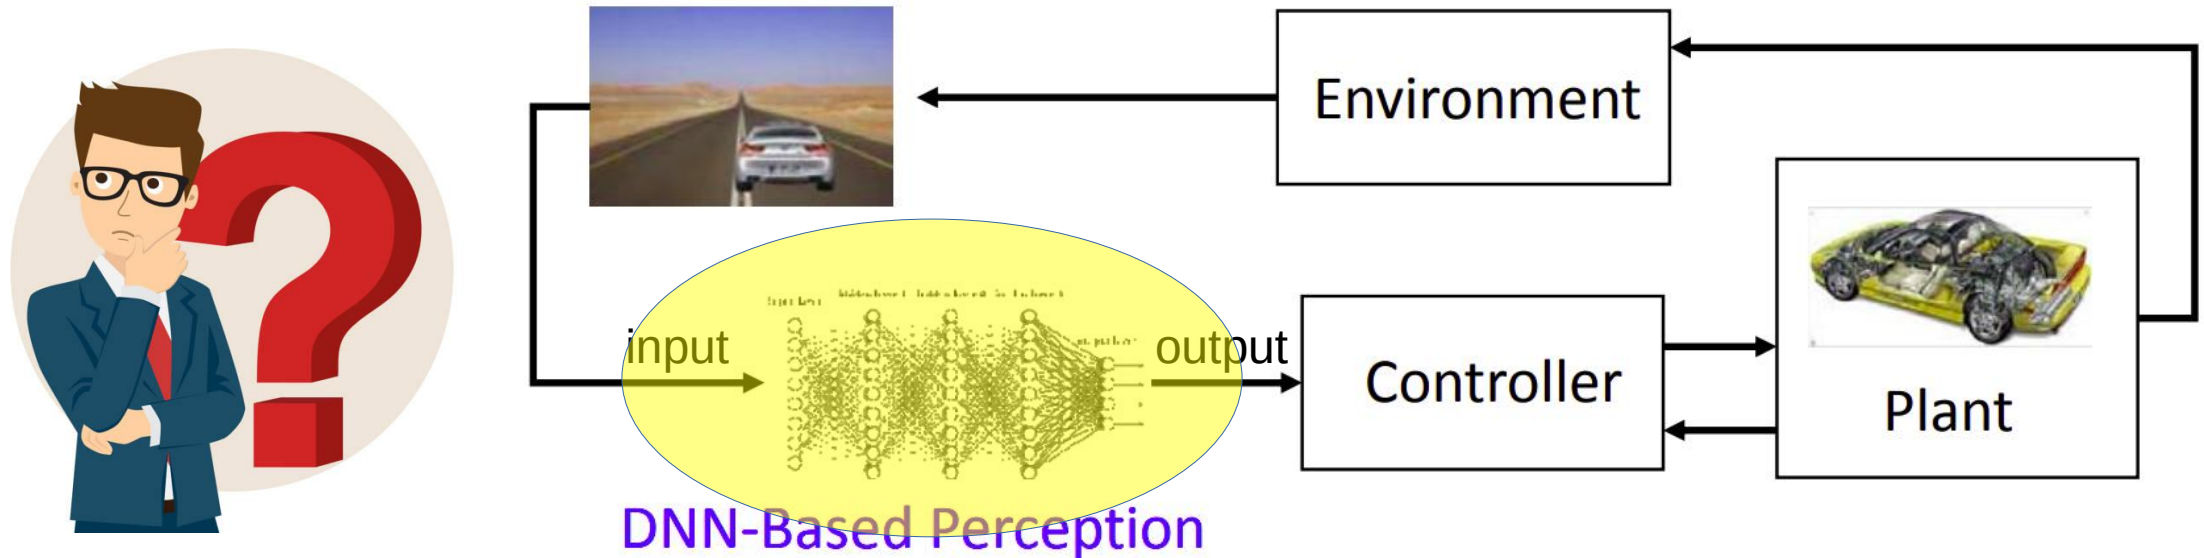 Environment
input
output
Controller
Plant
DNN-Based Perception